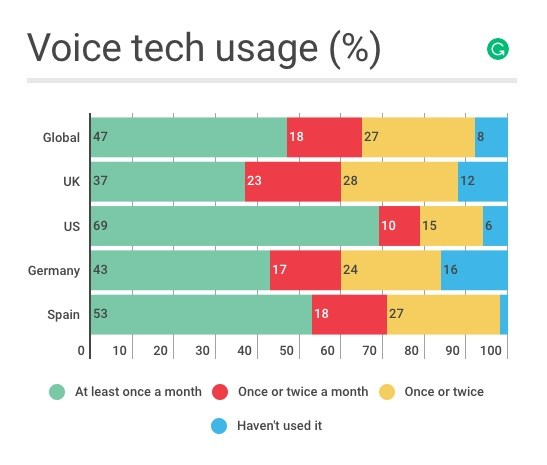 Voice tech usage (%)
Global 47 18 27 8
UK 37 23 28 12
US 69 10 15 6
Germany 43 17 24 16
Spain 53 18 27
0 10 20 30 40 50 60 70 80 90 100
At least once a month Once or twice a month Once or twice
Haven't used it